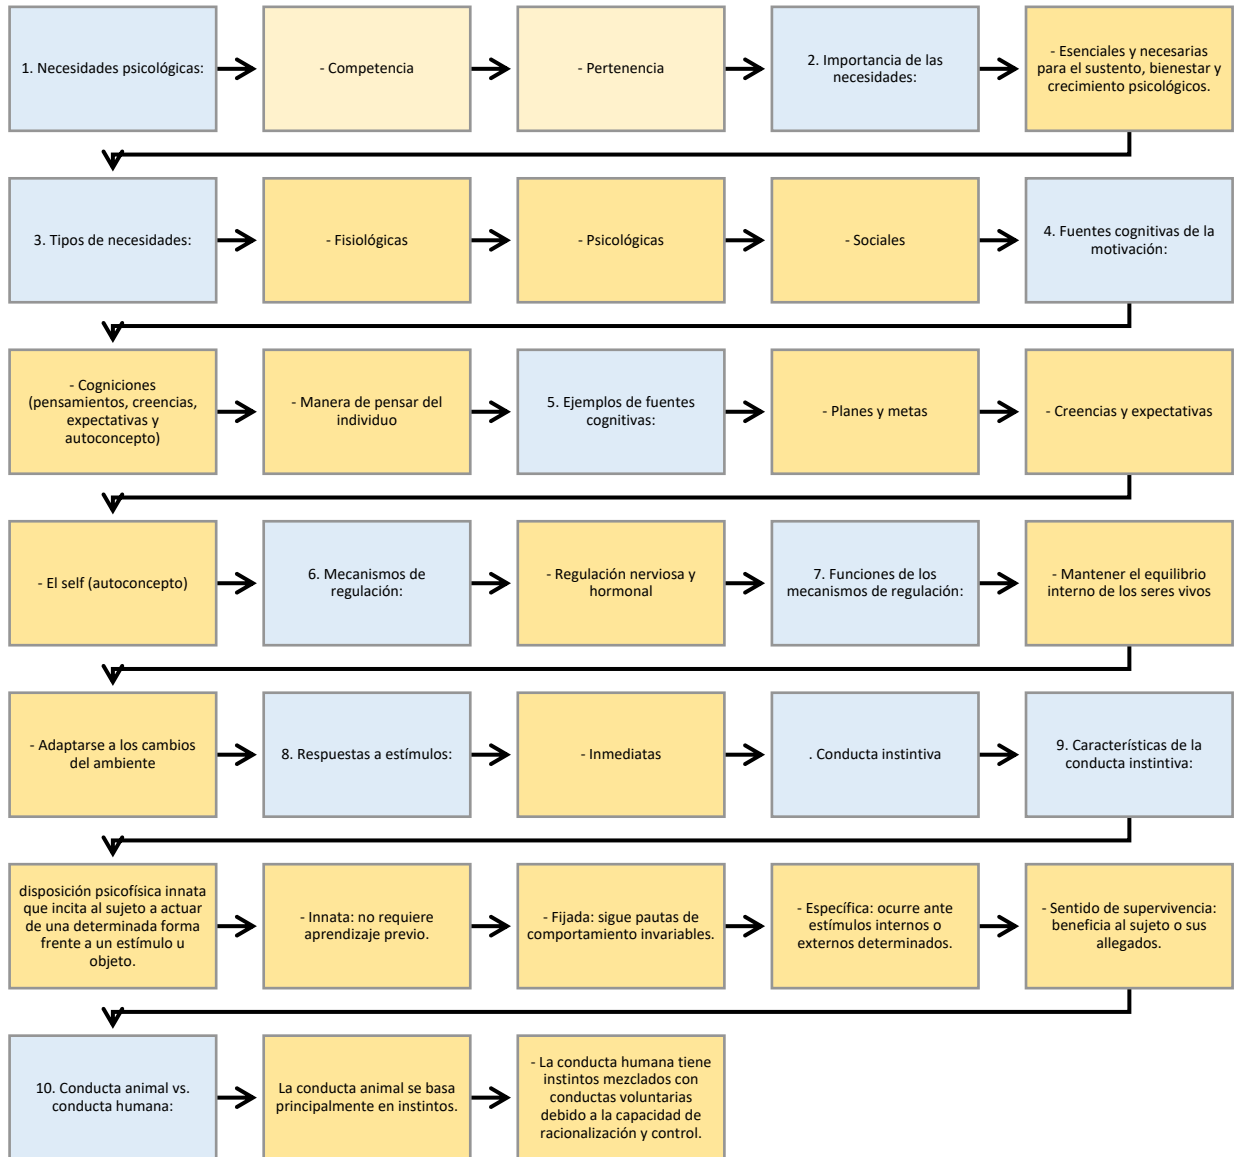 1. Necesidades psicológicas:
- Competencia
- Pertenencia
2. Importancia de las
necesidades:
- Esenciales y necesarias
para el sustento, bienestar y
crecimiento psicológicos.
3. Tipos de necesidades:
- Fisiológicas
- Psicológicas
- Sociales
4. Fuentes cognitivas de la
motivación:
- Cogniciones
(pensamientos, creencias,
expectativas y
autoconcepto)
- Manera de pensar del
individuo
5. Ejemplos de fuentes
cognitivas:
- Planes y metas
- Creencias y expectativas
- El self (autoconcepto)
6. Mecanismos de
regulación:
- Regulación nerviosa y
hormonal
7. Funciones de los
mecanismos de regulación:
- Mantener el equilibrio
interno de los seres vivos
- Adaptarse a los cambios
del ambiente
8. Respuestas a estímulos:
- Inmediatas
. Conducta instintiva
9. Características de la
conducta instintiva:
disposición psicofísica innata
que incita al sujeto a actuar
de una determinada forma
frente a un estímulo u
objeto.
- Innata: no requiere
aprendizaje previo.
- Fijada: sigue pautas de
comportamiento invariables.
- Específica: ocurre ante
estímulos internos o
externos determinados.
- Sentido de supervivencia:
beneficia al sujeto o sus
allegados.
10. Conducta animal vs.
conducta humana:
La conducta animal se basa
principalmente en instintos.
- La conducta humana tiene
instintos mezclados con
conductas voluntarias
debido a la capacidad de
racionalización y control.